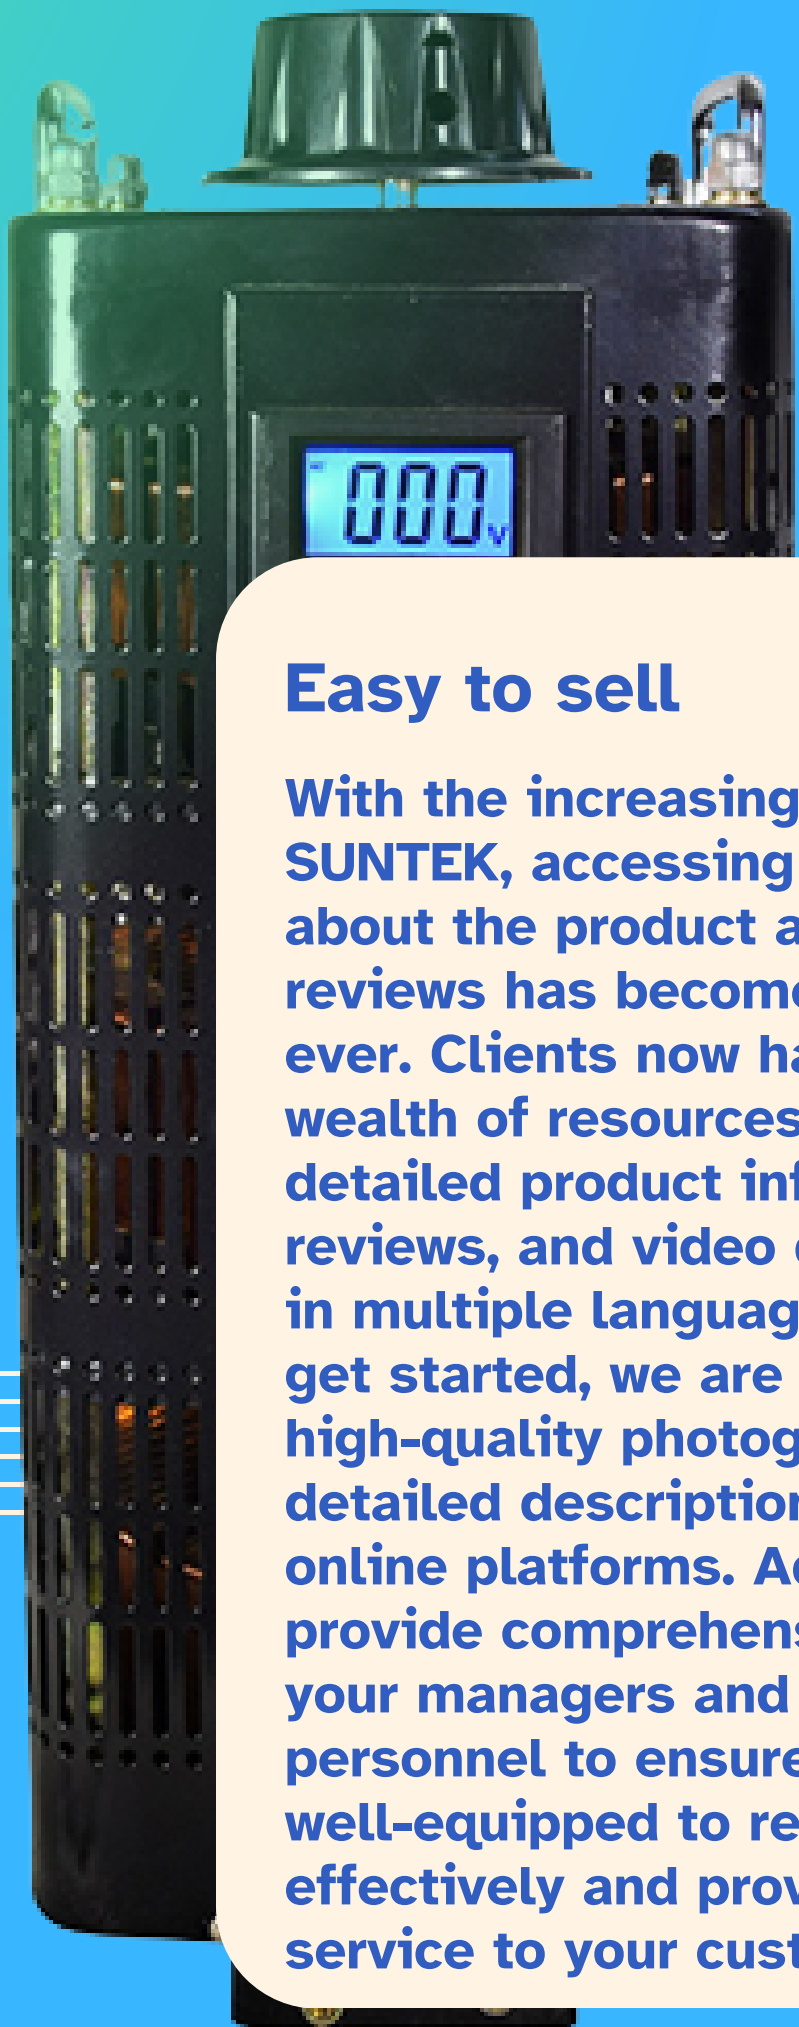 000
v
Easy to sell
With the increasing
SUNTEK, accessing
about the product a
reviews has become
ever. Clients now ha
wealth of resources
detailed product inf
reviews, and video
in multiple languag
get started, we are
high-quality photog
detailed description
online platforms. Ad
provide comprehens
your managers and
personnel to ensure
well-equipped to re
effectively and prov
service to your cust